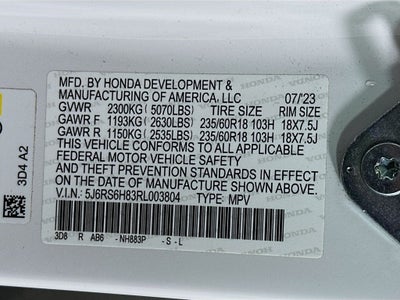 MFD. BY HONDA DEVELOPMENT &
MANUFACTURING OF AMERICA, LLC 07/'23
GVWR 2300KG ( 5070LBS) TIRE SIZE RIM SIZE
GAWR F 1193KG ( 2630LBS) 235/60R18 103H 18X7.5J
GAWR R 1150KG ( 2535LBS) 235/60R18 103H 18X7.5J
THIS VEHICLE CONFORMS TO ALL APPLICABLE
FEDERAL MOTOR VEHICLE SAFETY
AND THEFT PREVENTION STANDARDS IN EFFECT
ON THE DATE OF MANUFACTURE SHOWN ABOVE.
V.I.N.: 5J6RS6H83RL003804 TYPE: MPV
3D8 R AB6 -NH883P -S-L
3D4 A2